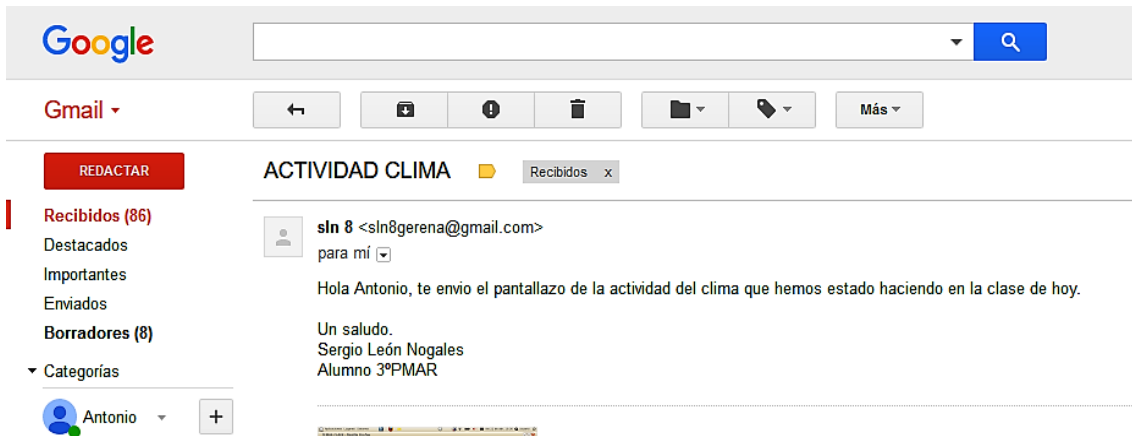 Google
Gmail
Más
REDACTAR
ACTIVIDAD CLIMA
Recibidos x
Recibidos (86)
Destacados
Importantes
Enviados
Borradores (8)
Categorías
Antonio
+
sln 8 <sln8gerena@gmail.com>
para mí
Hola Antonio, te envio el pantallazo de la actividad del clima que hemos estado haciendo en la clase de hoy.
Un saludo.
Sergio León Nogales
Alumno 3ºPMAR